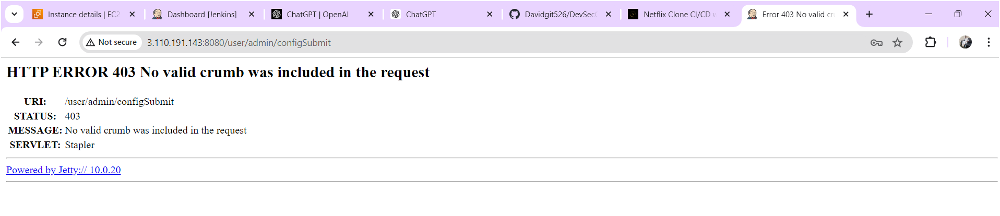 Instance details | EC2
Dashboard [Jenkins]
ChatGPT | OpenAI
ChatGPT
Davidgit526/DevSecO
Netflix Clone CI/CD w
Error 403 No valid cru
Not secure
3.110.191.143:8080/user/admin/configSubmit
HTTP ERROR 403 No valid crumb was included in the request
URI: /user/admin/configSubmit
STATUS: 403
MESSAGE: No valid crumb was included in the request
SERVLET: Stapler
Powered by Jetty:// 10.0.20